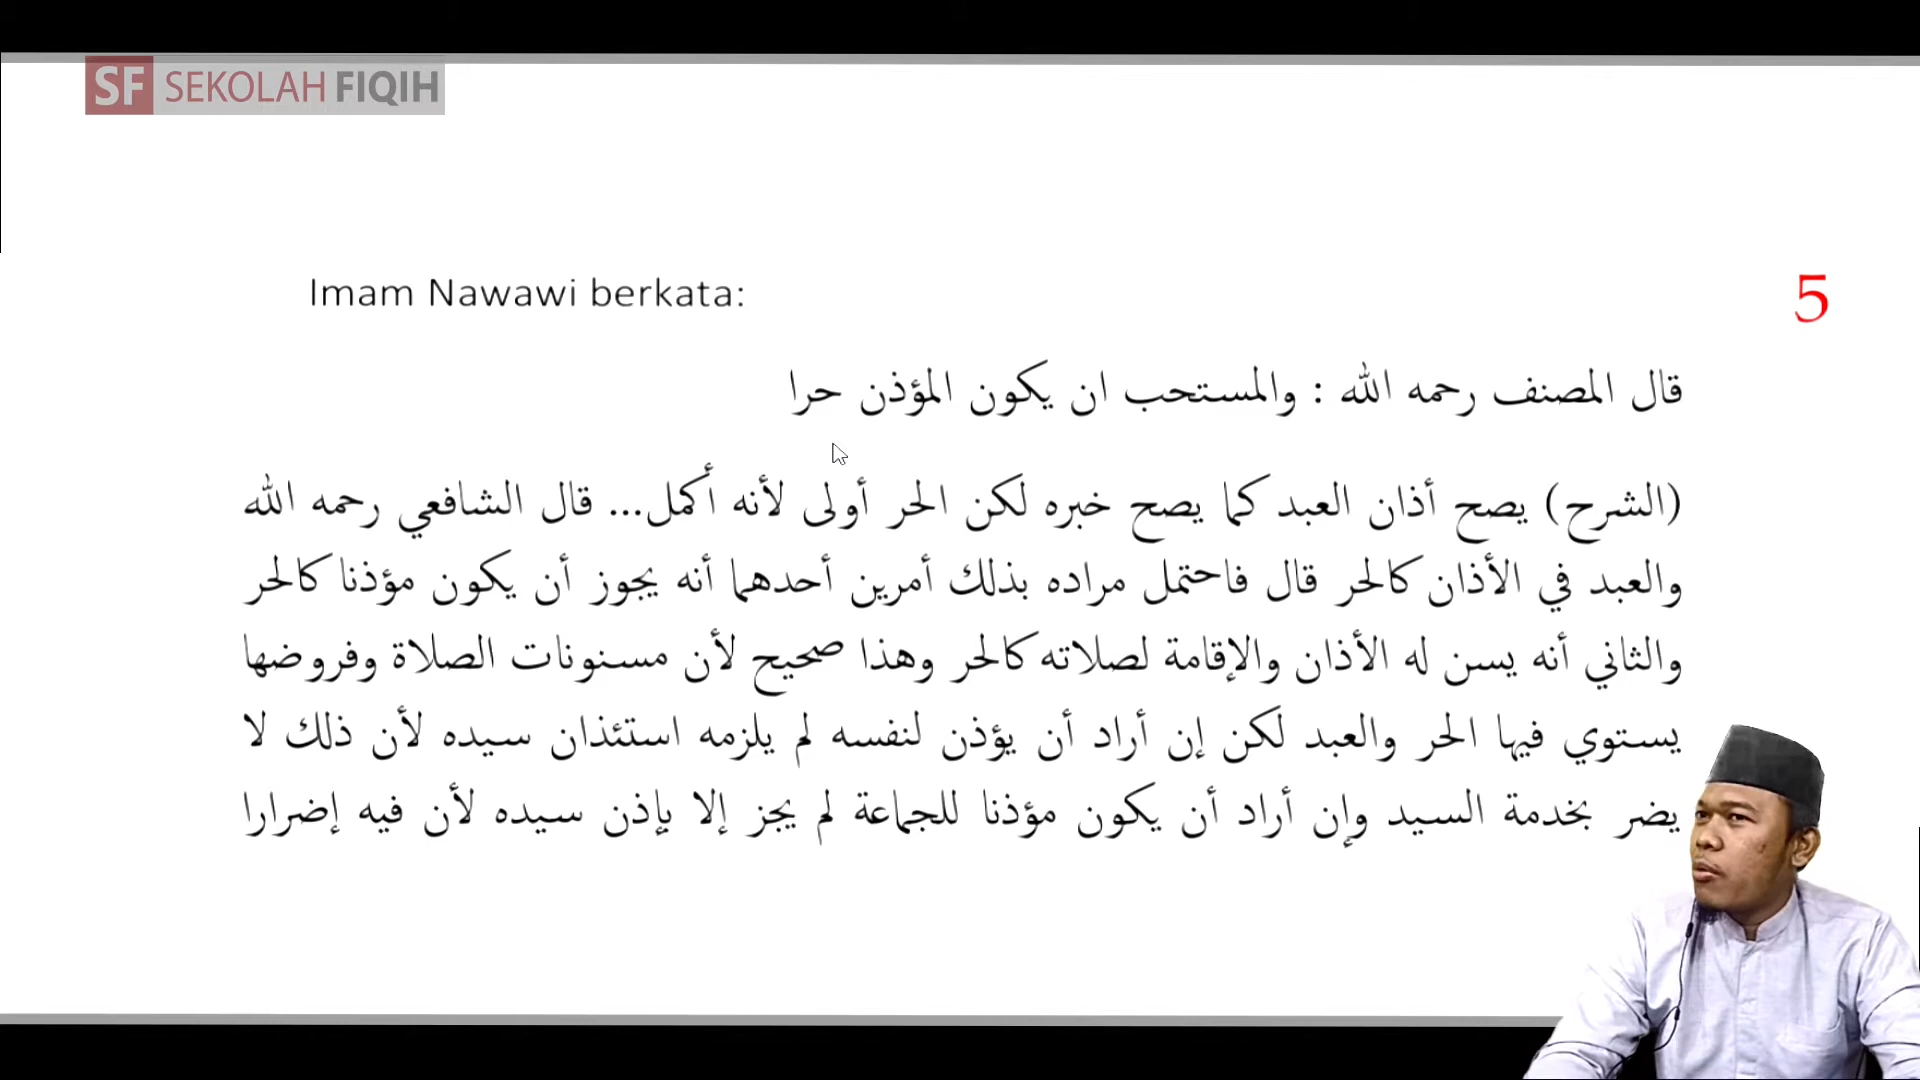 SF SEKOLAH FIQIH
Imam Nawawi berkata:
5
قال المصنف رحمه الله : والمستحب ان يكون المؤذن حرا
(الشرح) يصح أذان العبد كما يصح خبره لكن الحر أولى لأنه أكمل... قال الشافعي رحمه الله
والعبد في الأذان كالحر قال فاحتمل مراده بذلك أمرين أحدهما أنه يجوز أن يكون مؤذنا كالحر
والثاني أنه يسن له الأذان والإقامة لصلاته كالحر وهذا صحيح لأن مسنونات الصلاة وفروضها
يستوي فيها الحر والعبد لكن إن أراد أن يؤذن لنفسه لم يلزمه استئذان سيده لأن ذلك لا
يضر بخدمة السيد وإن أراد أن يكون مؤذنا للجماعة لم يجز إلا بإذن سيده لأن فيه إضرارا